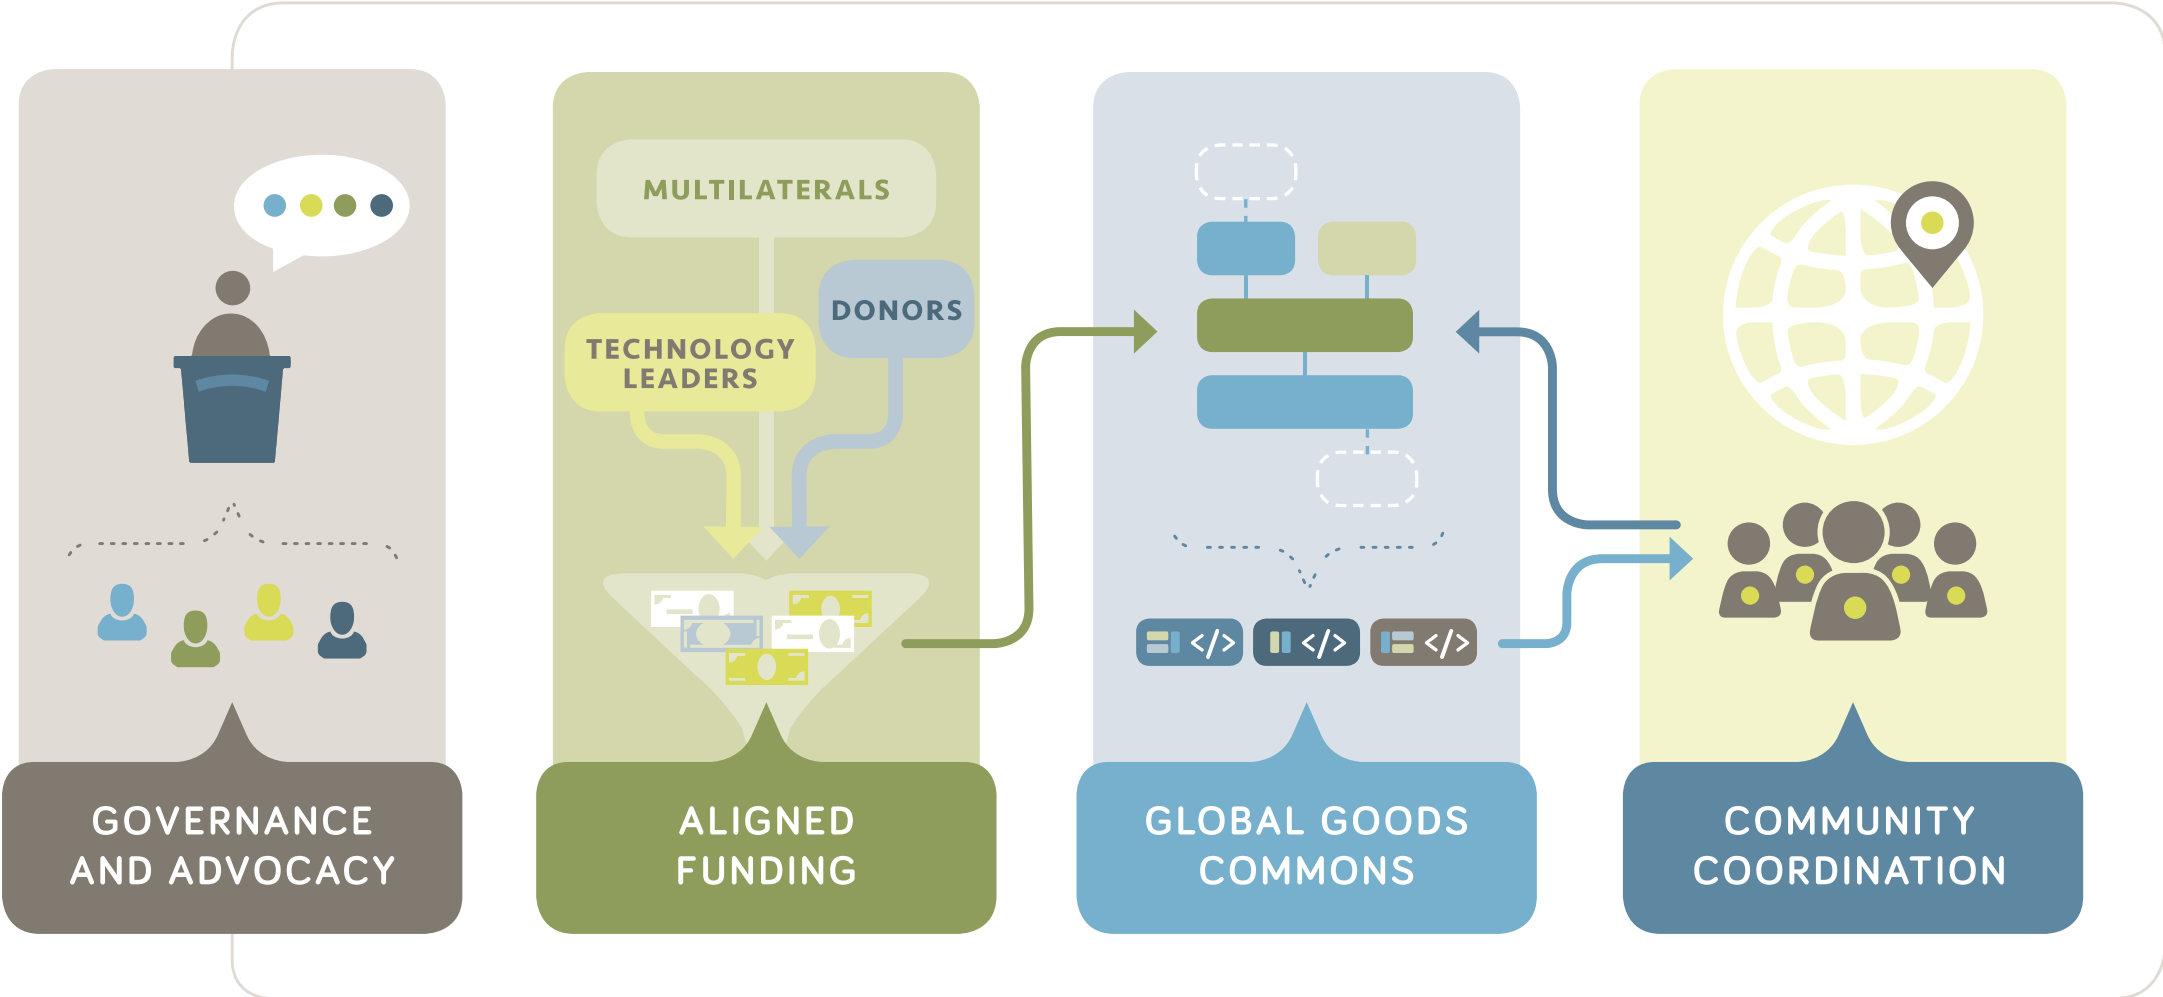 MULTILATERALS
DONORS
TECHNOLOGY
LEADERS
</>
</>
</>
GOVERNANCE
AND ADVOCACY
ALIGNED
FUNDING
GLOBAL GOODS
COMMONS
COMMUNITY
COORDINATION